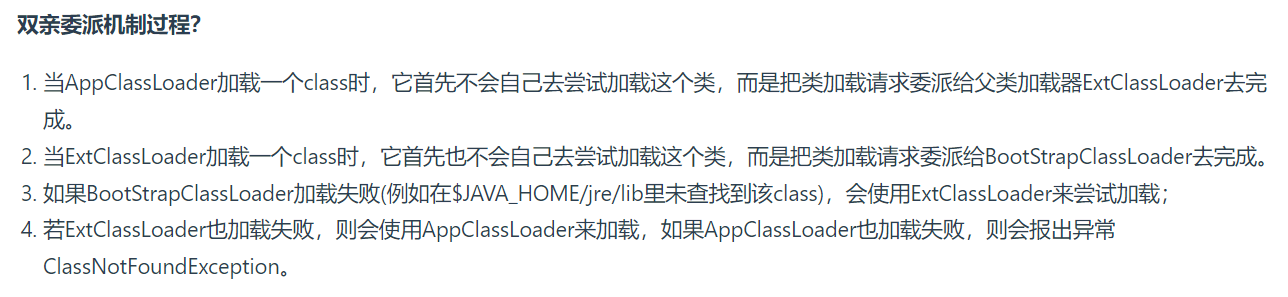 双亲委派机制过程？
1. 当AppClassLoader加载一个class时，它首先不会自己去尝试加载这个类，而是把类加载请求委派给父类加载器ExtClassLoader去完
成。
2. 当ExtClassLoader加载一个class时，它首先也不会自己去尝试加载这个类，而是把类加载请求委派给BootStrapClassLoader去完成。
3. 如果BootStrapClassLoader加载失败(例如在$JAVA_HOME/jre/lib里未查找到该class)，会使用ExtClassLoader来尝试加载；
4. 若ExtClassLoader也加载失败，则会使用AppClassLoader来加载，如果AppClassLoader也加载失败，则会报出异常
ClassNotFoundException。